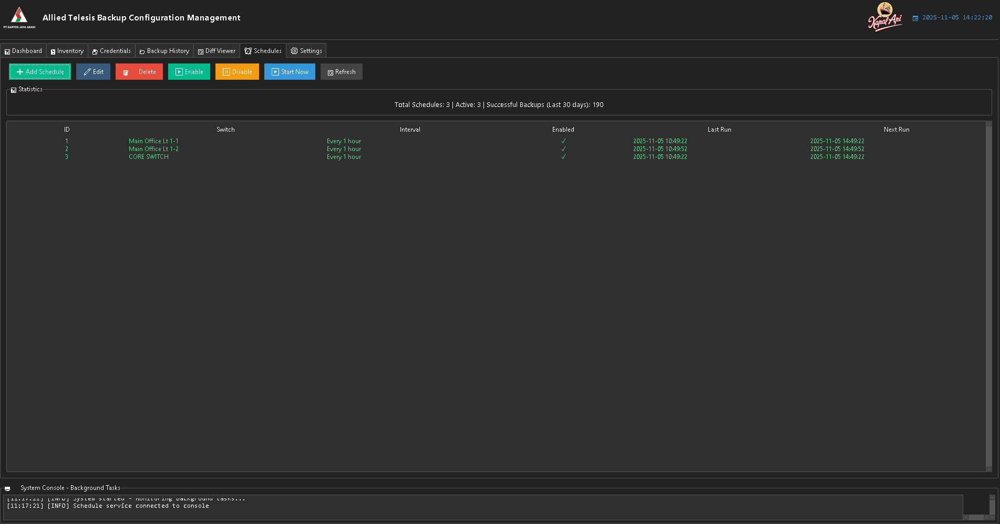 PT SANTOS JAYA ABADI
Allied Telesis Backup Configuration Management
Kapal Api
2025-11-05 14:22:20
Dashboard Inventory Credentials Backup History Diff Viewer Schedules Settings
Add Schedule Edit Delete Enable Disable Start Now Refresh
Statistics
Total Schedules: 3 | Active: 3 | Successful Backups (Last 30 days): 190
ID Switch Interval Enabled Last Run Next Run
1 Main Office Lt 1-1 Every 1 hour ✓ 2025-11-05 10:49:22 2025-11-05 14:49:22
2 Main Office Lt 1-2 Every 1 hour ✓ 2025-11-05 10:49:52 2025-11-05 14:49:52
3 CORE SWITCH Every 1 hour ✓ 2025-11-05 10:49:22 2025-11-05 14:49:22
System Console - Background Tasks
[11:17:21] [INFO] System started - Monitoring background tasks...
[11:17:21] [INFO] Schedule service connected to console